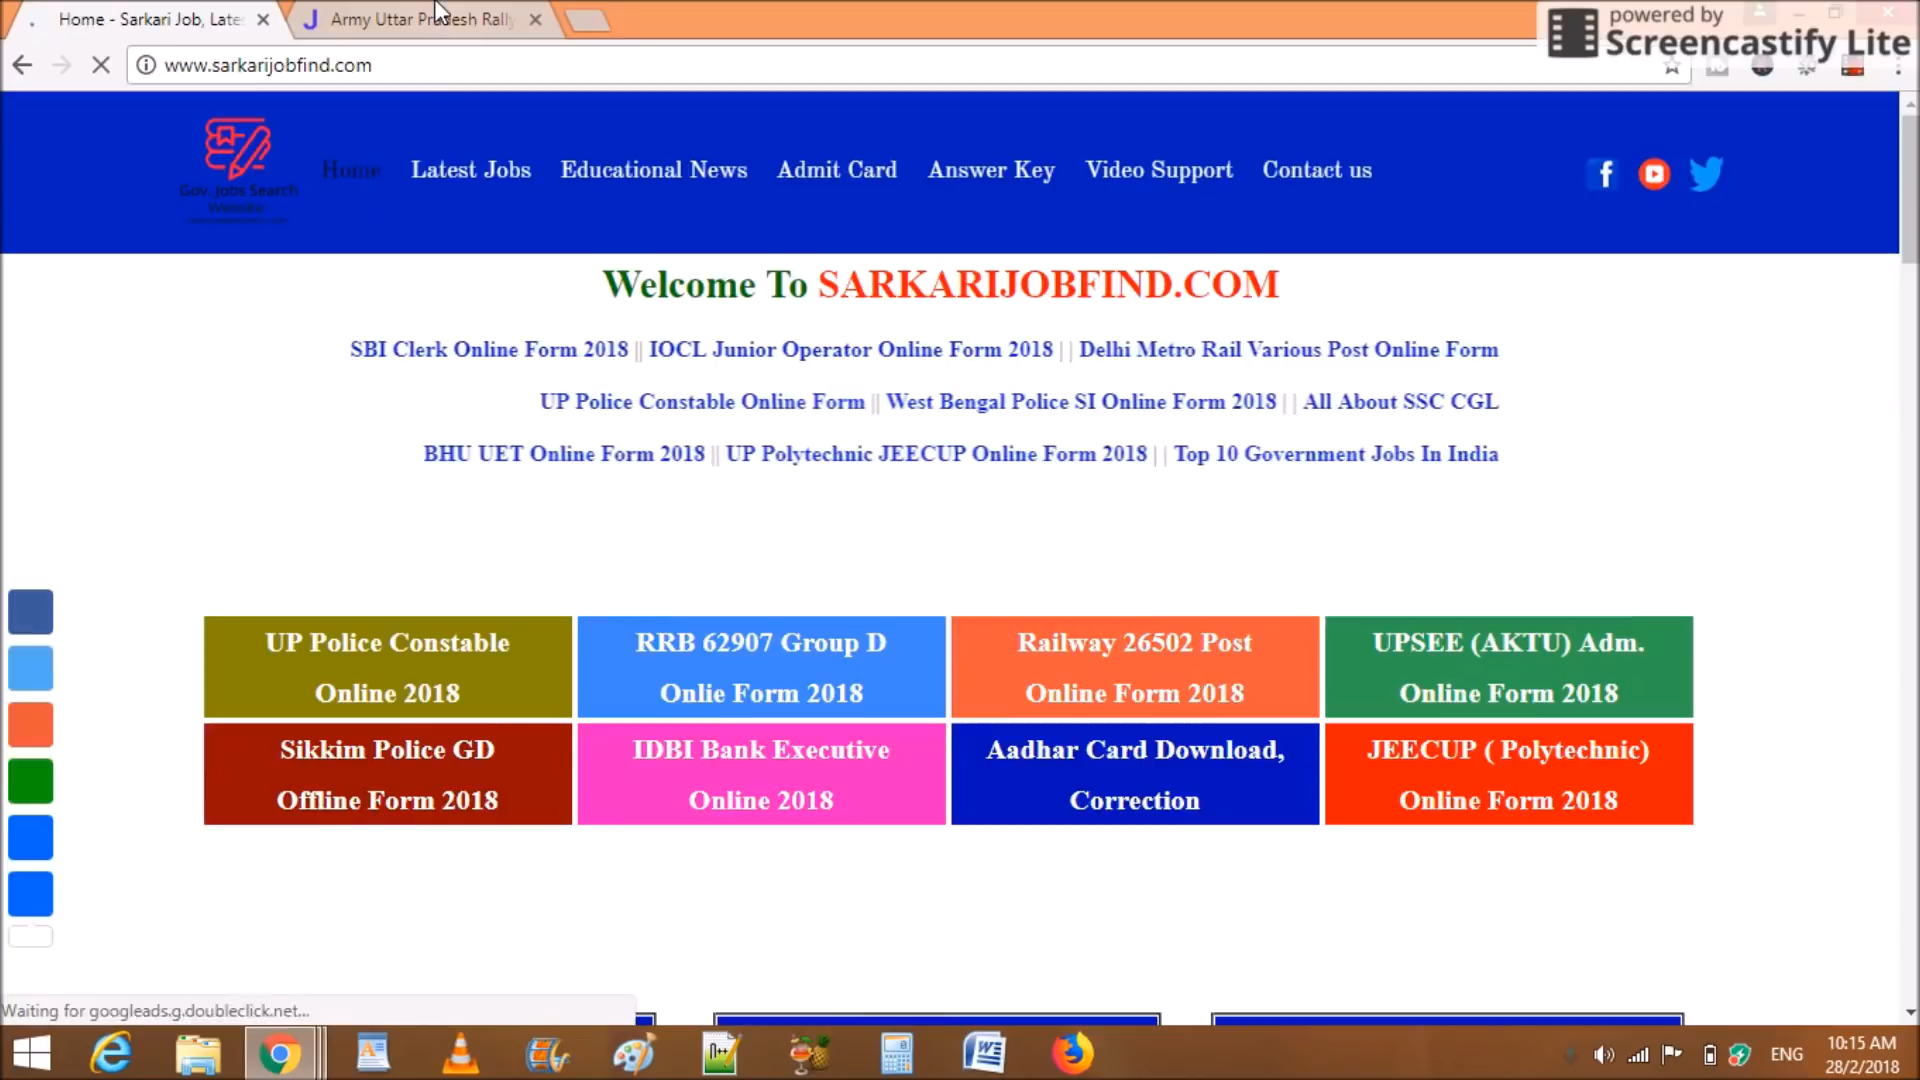 Home - Sarkari Job, Late
Army Uttar Pradesh Rally
powered by
Screencastify Lite
www.sarkarijobfind.com
Gov. Jobs Search
Website
Home
Latest Jobs
Educational News
Admit Card
Answer Key
Video Support
Contact us
Welcome To SARKARIJOBFIND.COM
SBI Clerk Online Form 2018 || IOCL Junior Operator Online Form 2018 || Delhi Metro Rail Various Post Online Form
UP Police Constable Online Form || West Bengal Police SI Online Form 2018 || All About SSC CGL
BHU UET Online Form 2018 || UP Polytechnic JEECUP Online Form 2018 || Top 10 Government Jobs In India
UP Police Constable
Online 2018
RRB 62907 Group D
Onlie Form 2018
Railway 26502 Post
Online Form 2018
UPSEE (AKTU) Adm.
Online Form 2018
Sikkim Police GD
Offline Form 2018
IDBI Bank Executive
Online 2018
Aadhar Card Download,
Correction
JEECUP ( Polytechnic)
Online Form 2018
Waiting for googleads.g.doubleclick.net...
ENG
10:15 AM
28/2/2018